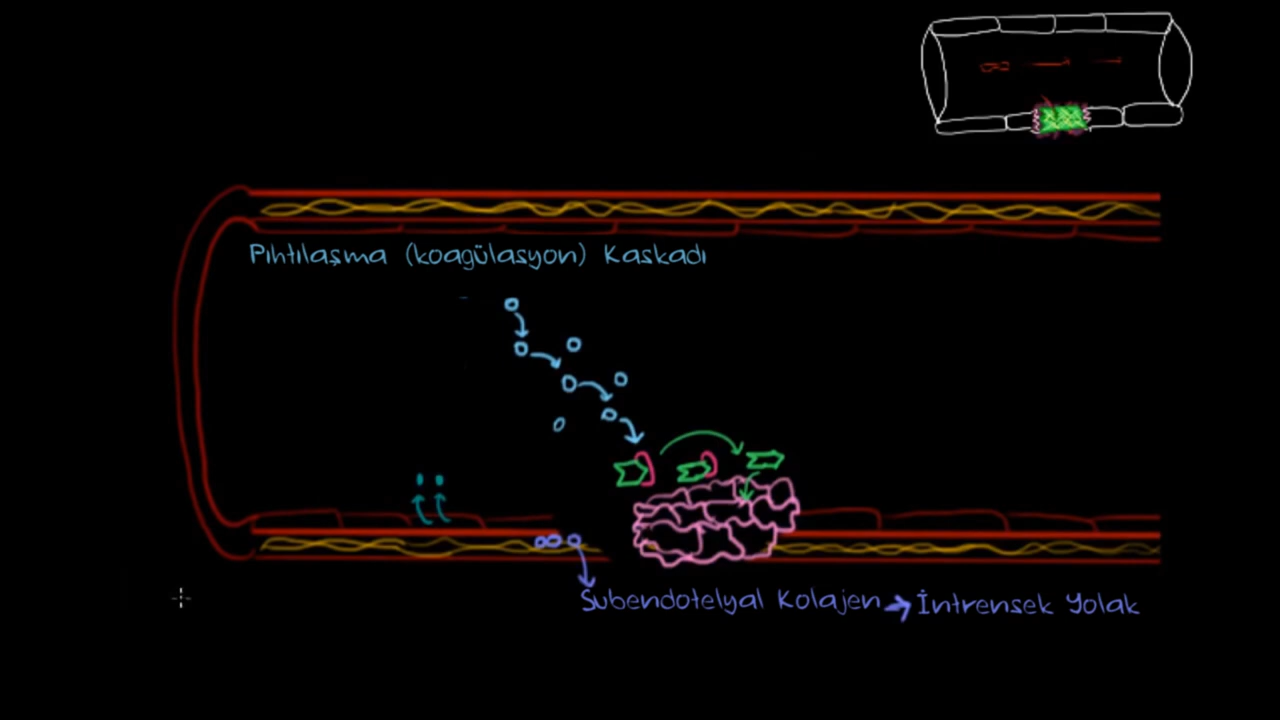 Pıhtılaşma (koagülasyon) Kaskadı
Subendotelyal Kolajen → İntrensek Yolak